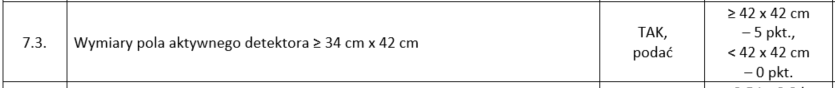 7.3.
Wymiary pola aktywnego detektora ≥ 34 cm x 42 cm
TAK,
podać
≥ 42 x 42 cm
– 5 pkt.,
< 42 x 42 cm
– 0 pkt.